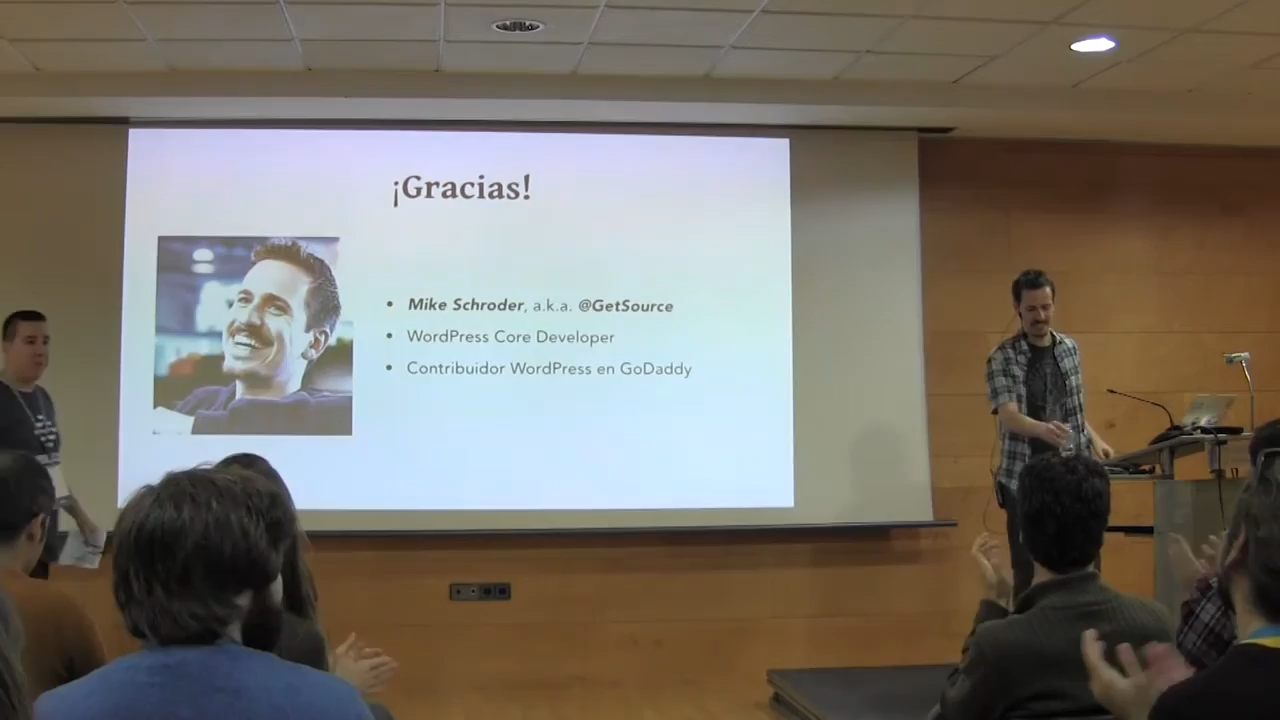 ¡Gracias!
• Mike Schroder, a.k.a. @GetSource
• WordPress Core Developer
• Contribuidor WordPress en GoDaddy